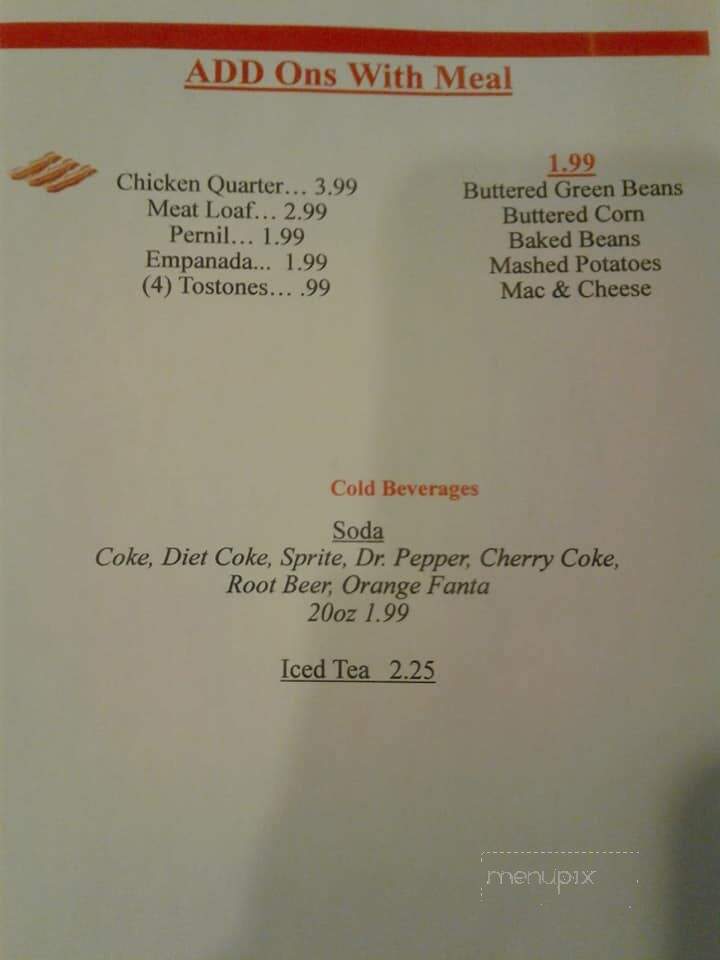 ADD Ons With Meal
Chicken Quarter... 3.99
Meat Loaf... 2.99
Pernil... 1.99
Empanada... 1.99
(4) Tostones... .99
1.99
Buttered Green Beans
Buttered Corn
Baked Beans
Mashed Potatoes
Mac & Cheese
Cold Beverages
Soda
Coke, Diet Coke, Sprite, Dr. Pepper, Cherry Coke,
Root Beer, Orange Fanta
20oz 1.99
Iced Tea 2.25
menupix